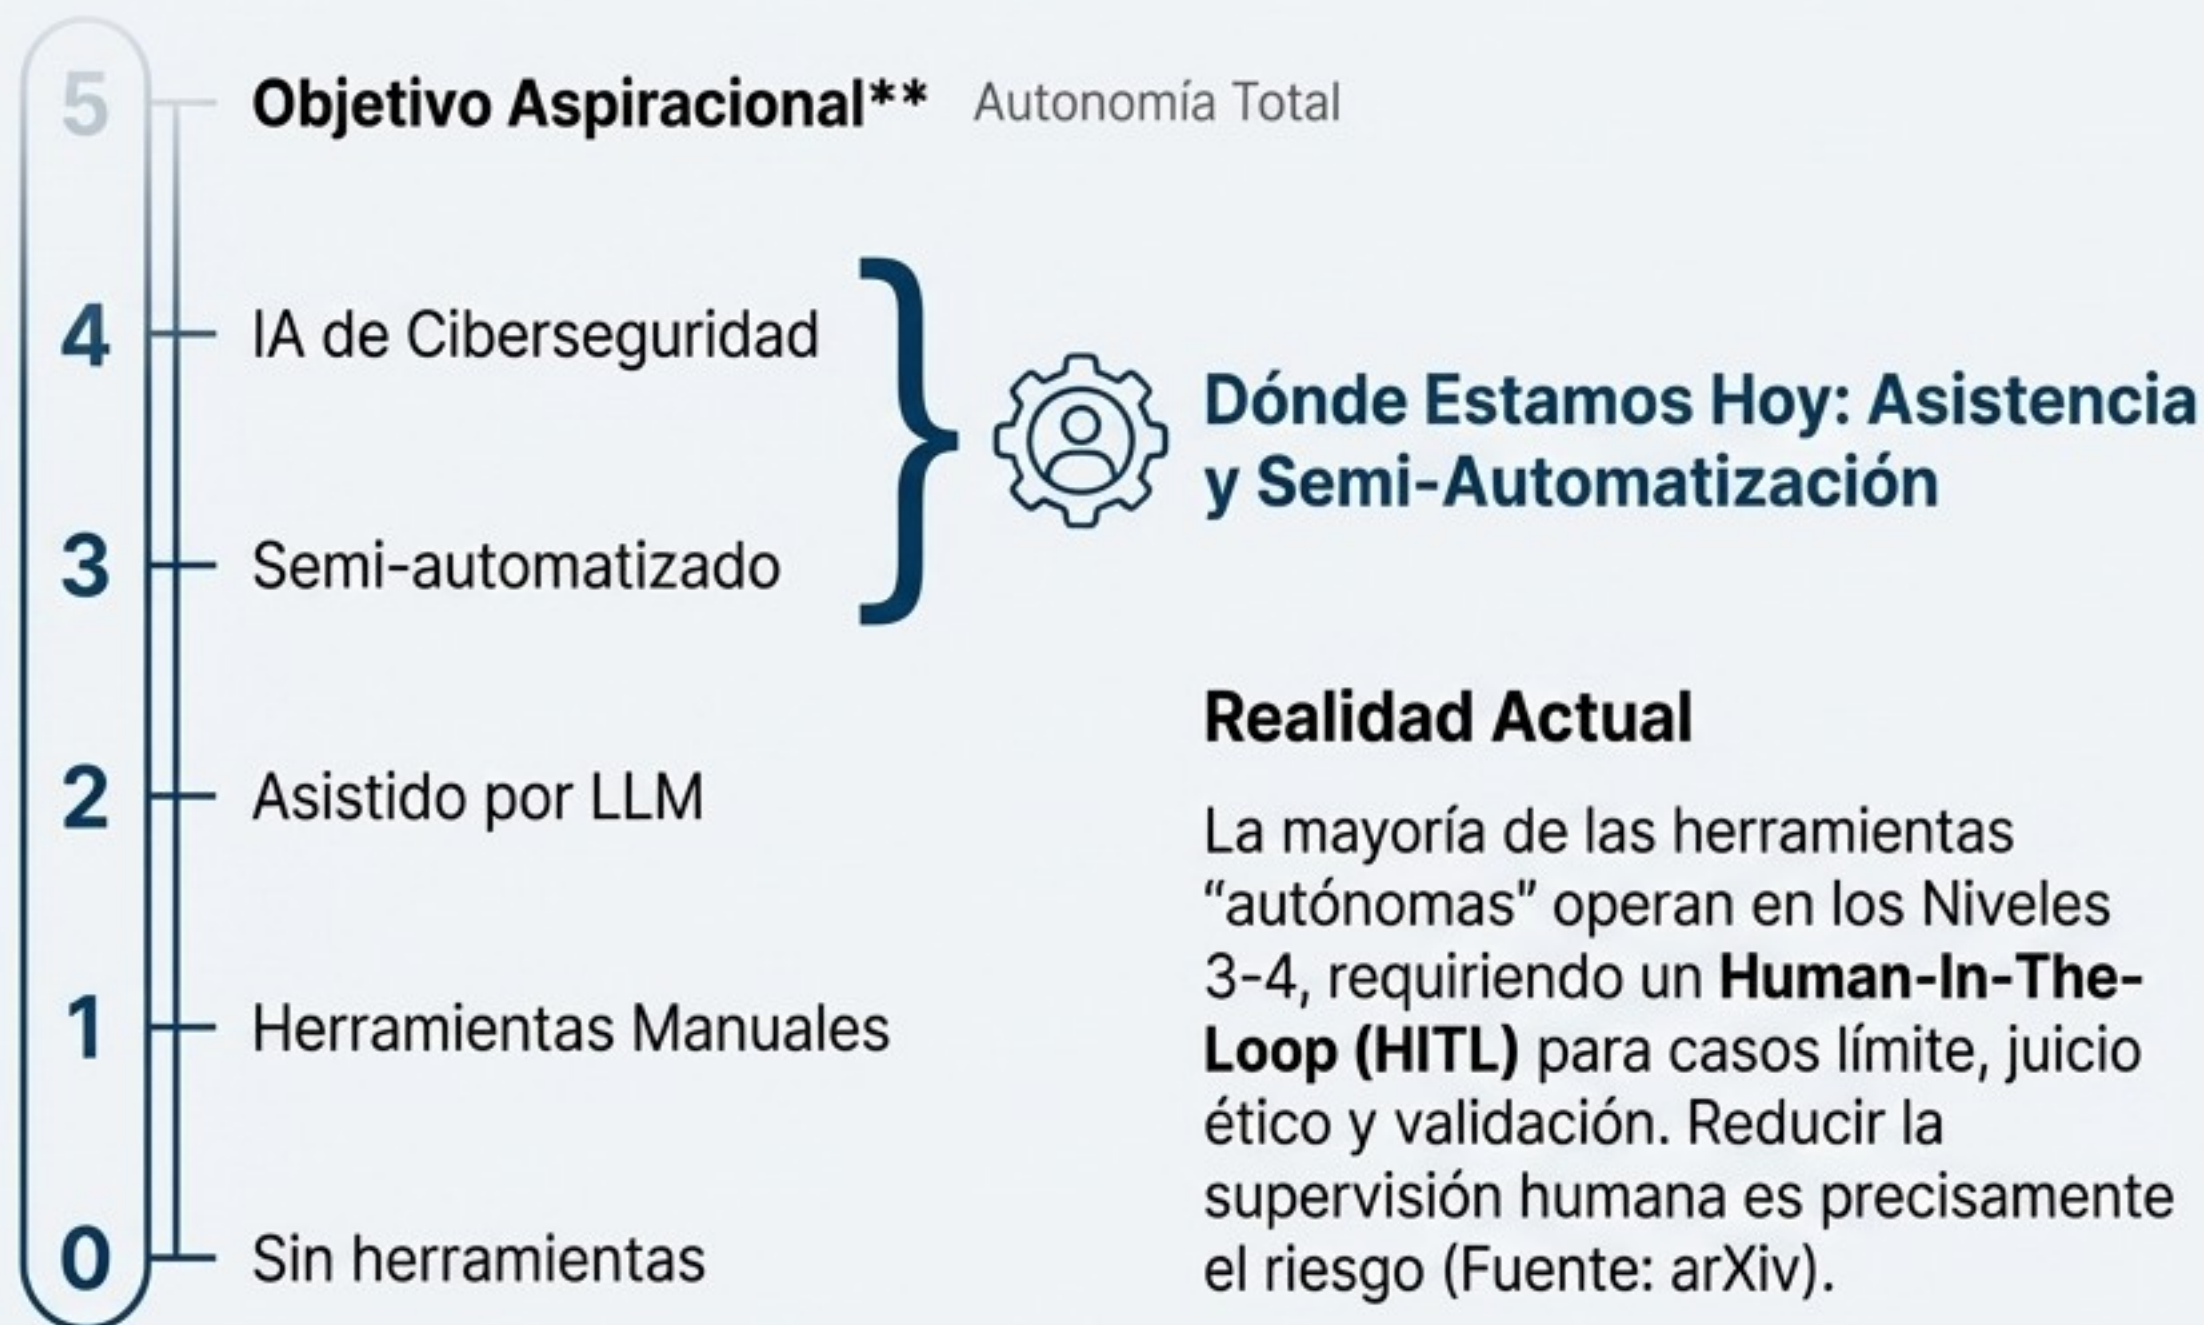 5 Objetivo Aspiracional** Autonomía Total
4 IA de Ciberseguridad
3 Semi-automatizado
2 Asistido por LLM
1 Herramientas Manuales
0 Sin herramientas
Dónde Estamos Hoy: Asistencia
y Semi-Automatización
Realidad Actual
La mayoría de las herramientas
“autónomas” operan en los Niveles
3-4, requiriendo un Human-In-The-
Loop (HITL) para casos límite, juicio
ético y validación. Reducir la
supervisión humana es precisamente
el riesgo (Fuente: arXiv).